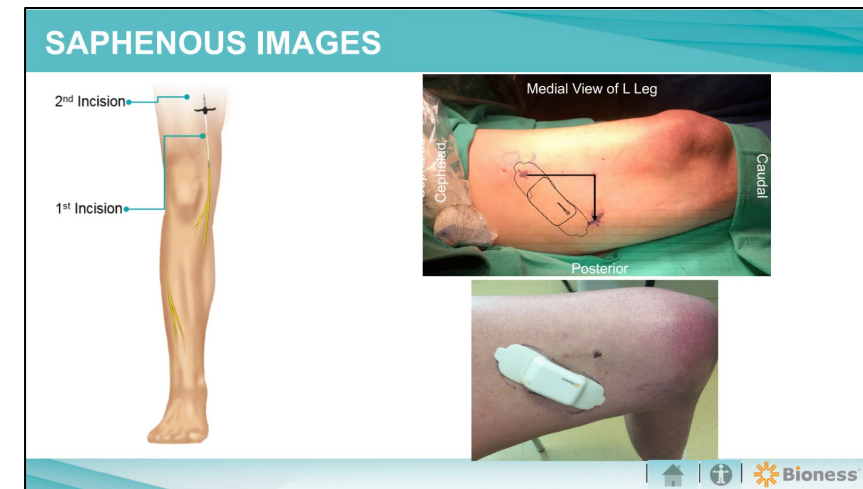 SAPHENOUS IMAGES
2nd Incision
1st Incision
Medial View of L Leg
Cephalad
Caudal
Posterior
Bioness